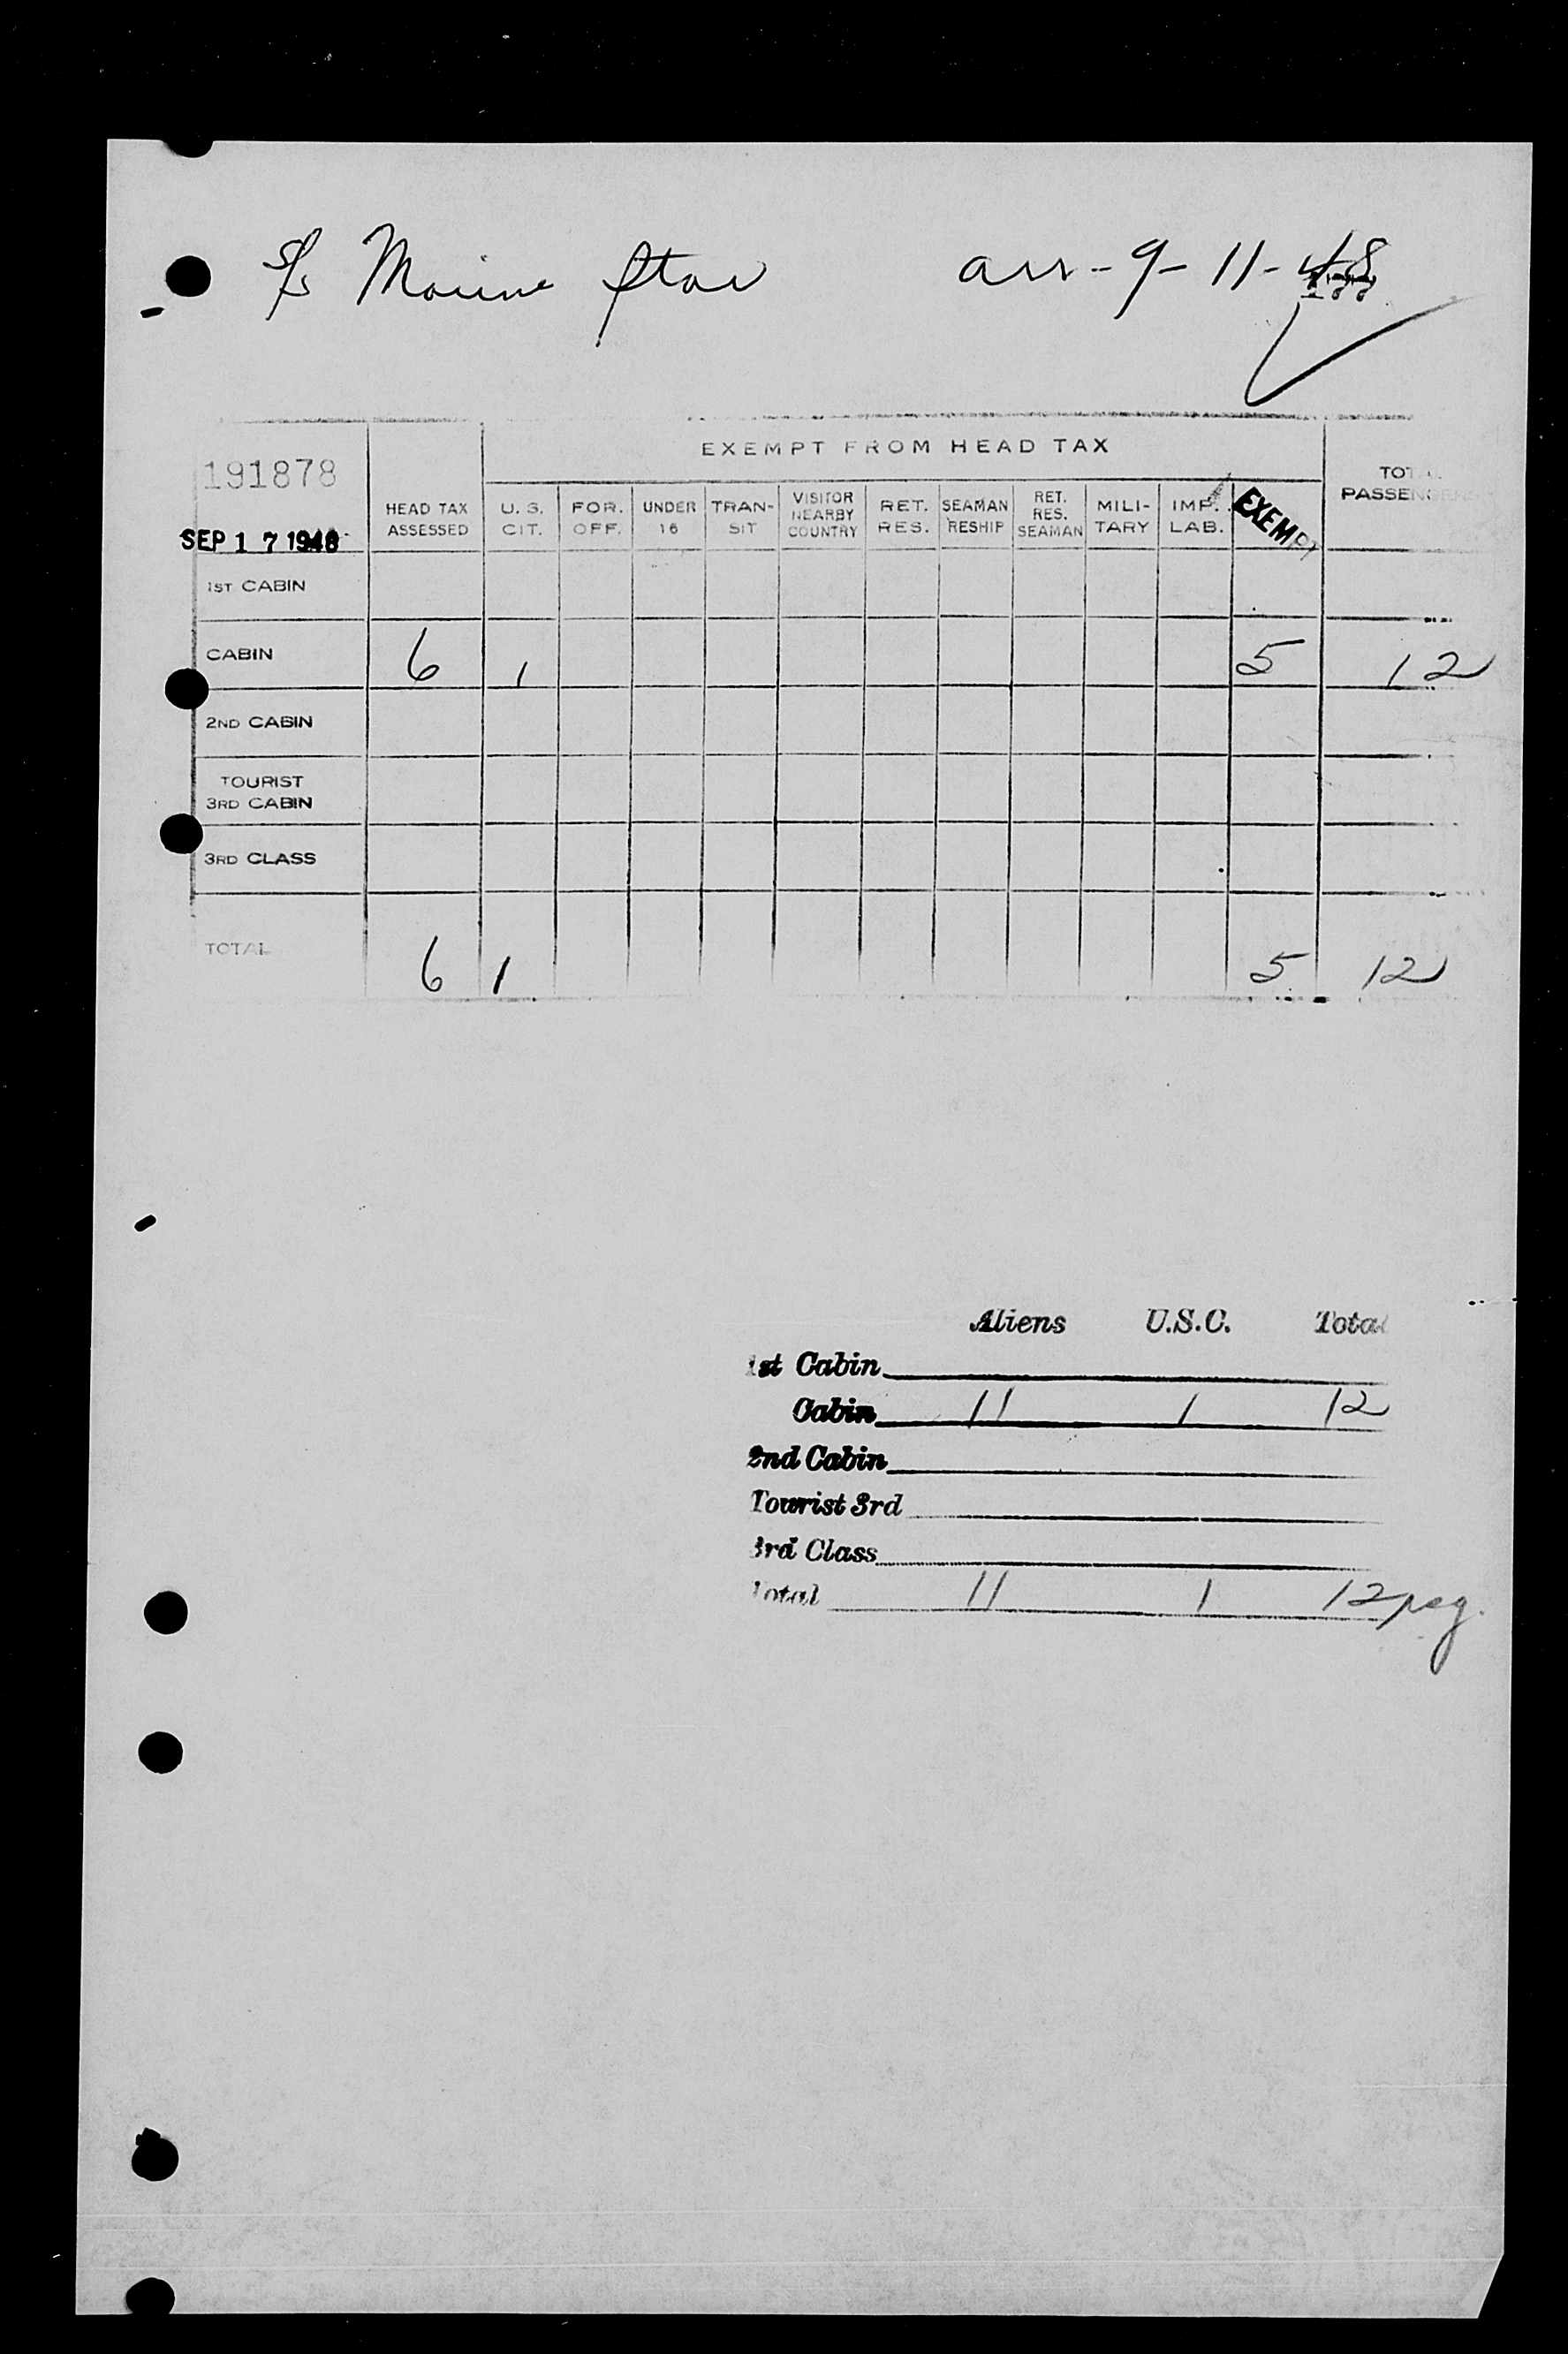 S/S Marine Star arr - 9 - 11 - 48
EXEMPT FROM HEAD TAX
191878
SEP 17 1948
HEAD TAX ASSESSED U. S. CIT. FOR. OFF. UNDER 16 TRAN- SIT VISITOR NEARBY COUNTRY RET. RES. SEAMAN RESHIP RET. RES. SEAMAN MILI- TARY IMP. LAB. EXEMPT TOTAL PASSENGERS
1ST CABIN
CABIN 6 1 5 12
2ND CABIN
TOURIST
3RD CABIN
3RD CLASS
TOTAL 6 1 5 12
Aliens U.S.C. Total
1st Cabin
Cabin 11 1 12
2nd Cabin
Tourist 3rd
3rd Class
Total 11 1 12